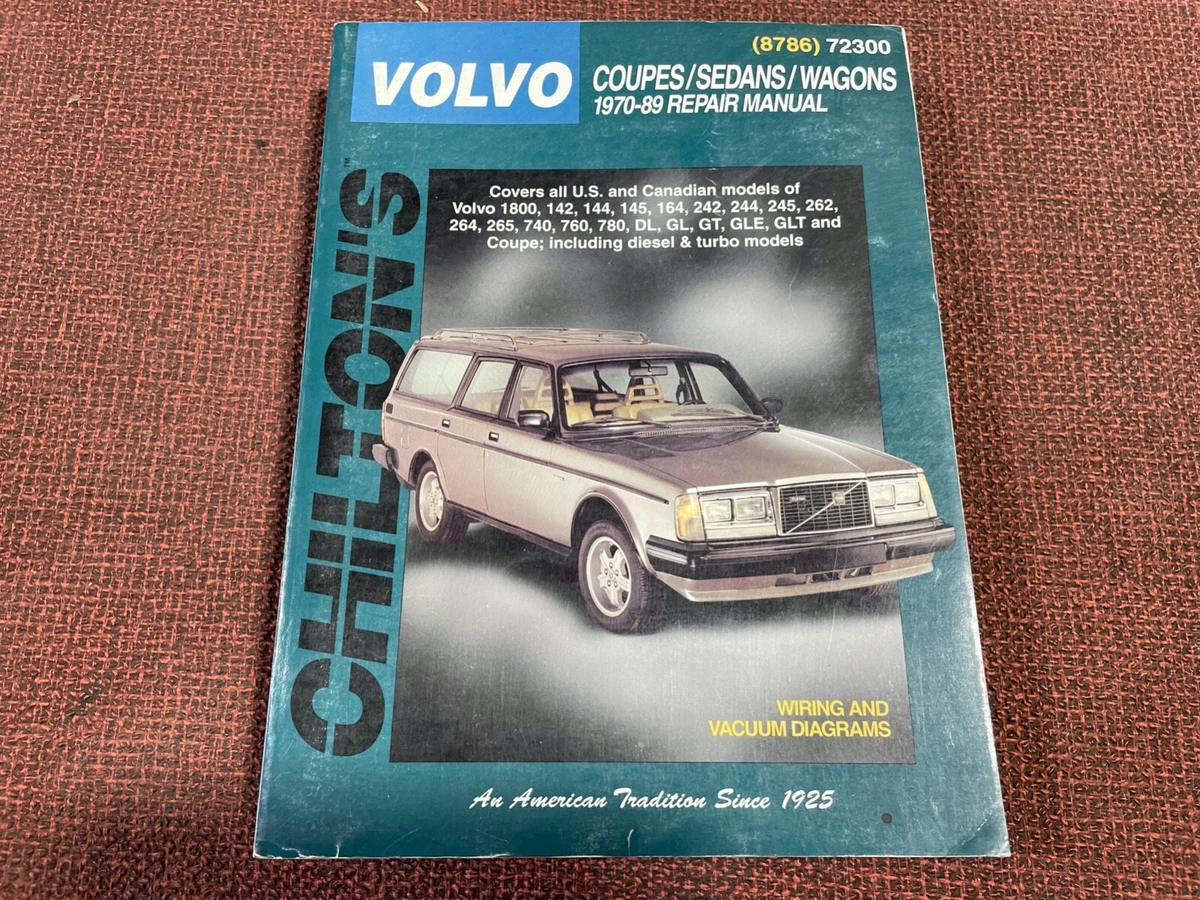 (8786) 72300
VOLVO
COUPES/SEDANS/WAGONS
1970-89 REPAIR MANUAL
CHILTON'S™
Covers all U.S. and Canadian models of
Volvo 1800, 142, 144, 145, 164, 242, 244, 245, 262,
264, 265, 740, 760, 780, DL, GL, GT, GLE, GLT and
Coupe; including diesel & turbo models
WIRING AND
VACUUM DIAGRAMS
An American Tradition Since 1925